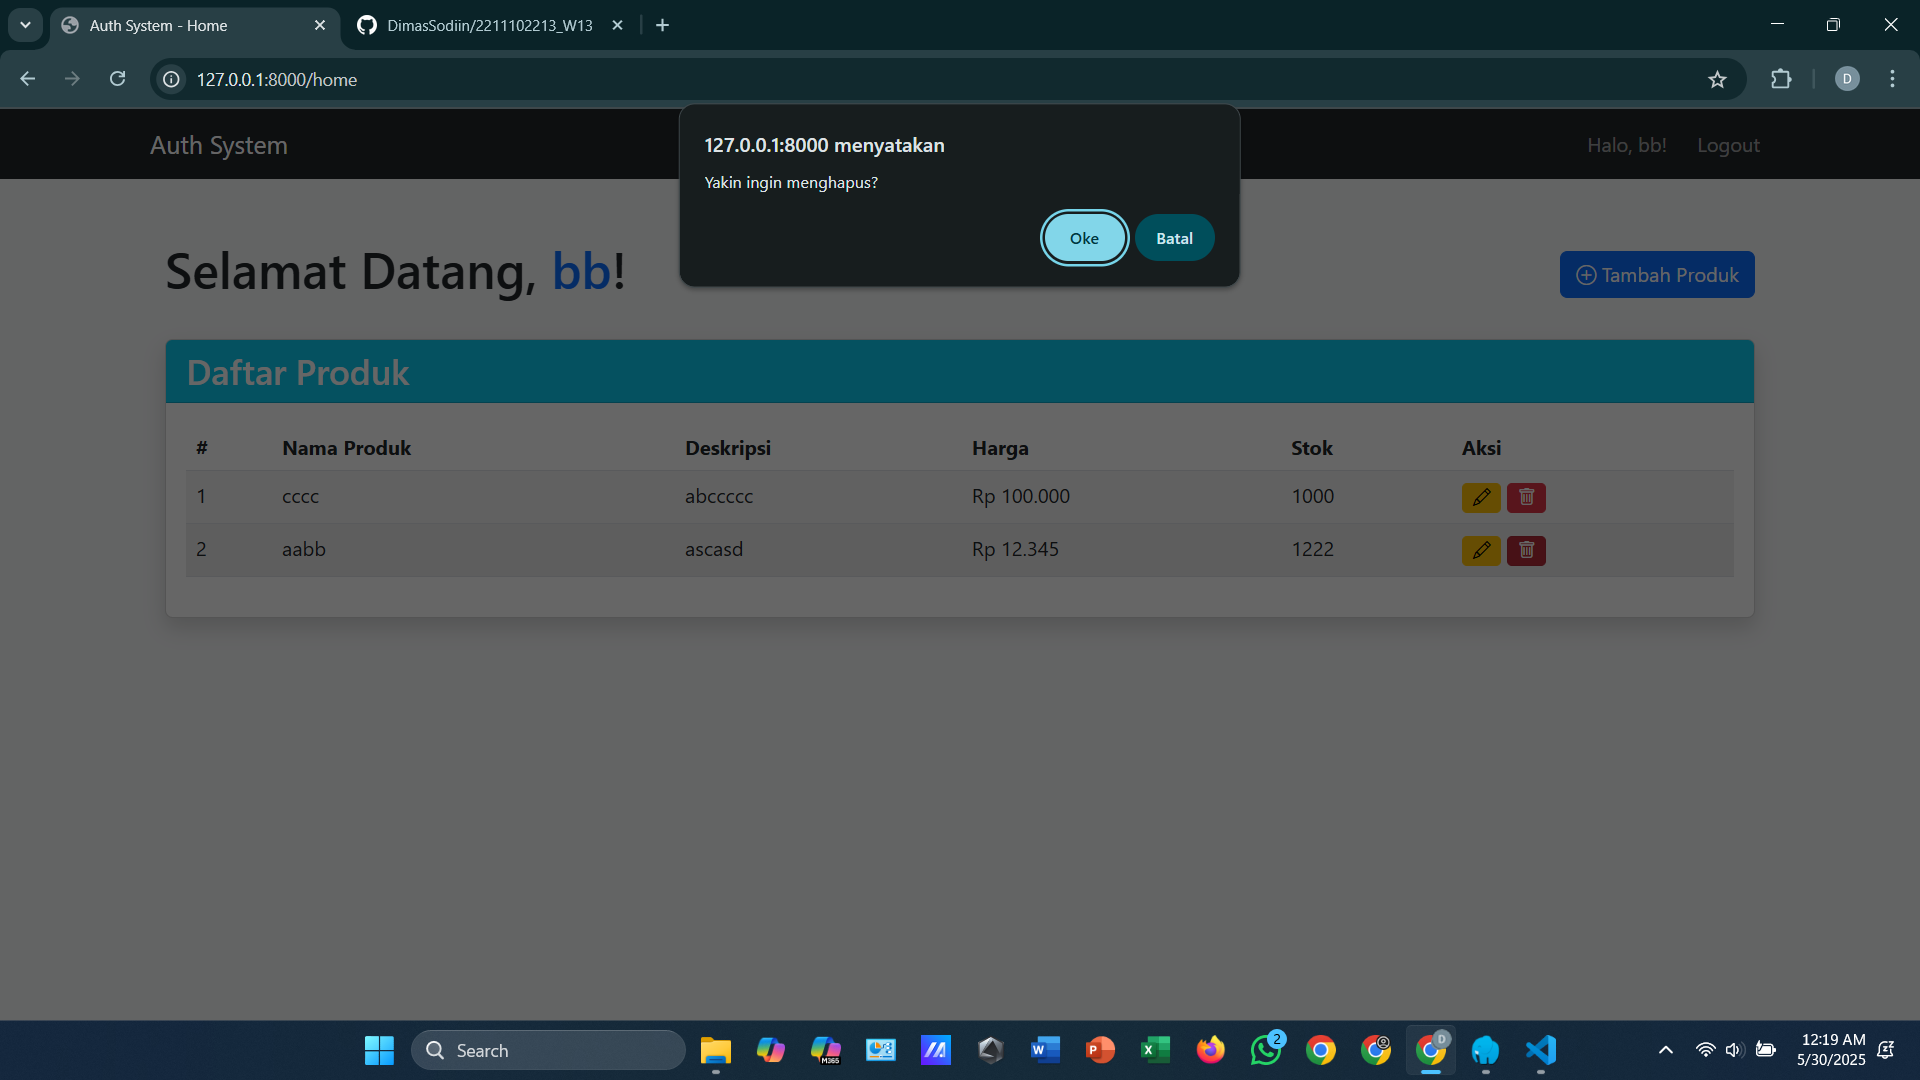 Auth System - Home
DimasSodiin/2211102213_W13
127.0.0.1:8000/home
D
Auth System
Halo, bb!
Logout
127.0.0.1:8000 menyatakan
Yakin ingin menghapus?
Oke
Batal
Selamat Datang, bb!
Tambah Produk
Daftar Produk
# Nama Produk Deskripsi Harga Stok Aksi
1 cccc abccccc Rp 100.000 1000
2 aabb ascasd Rp 12.345 1222
Search
M365
W
P
X
2
D
12:19 AM
5/30/2025